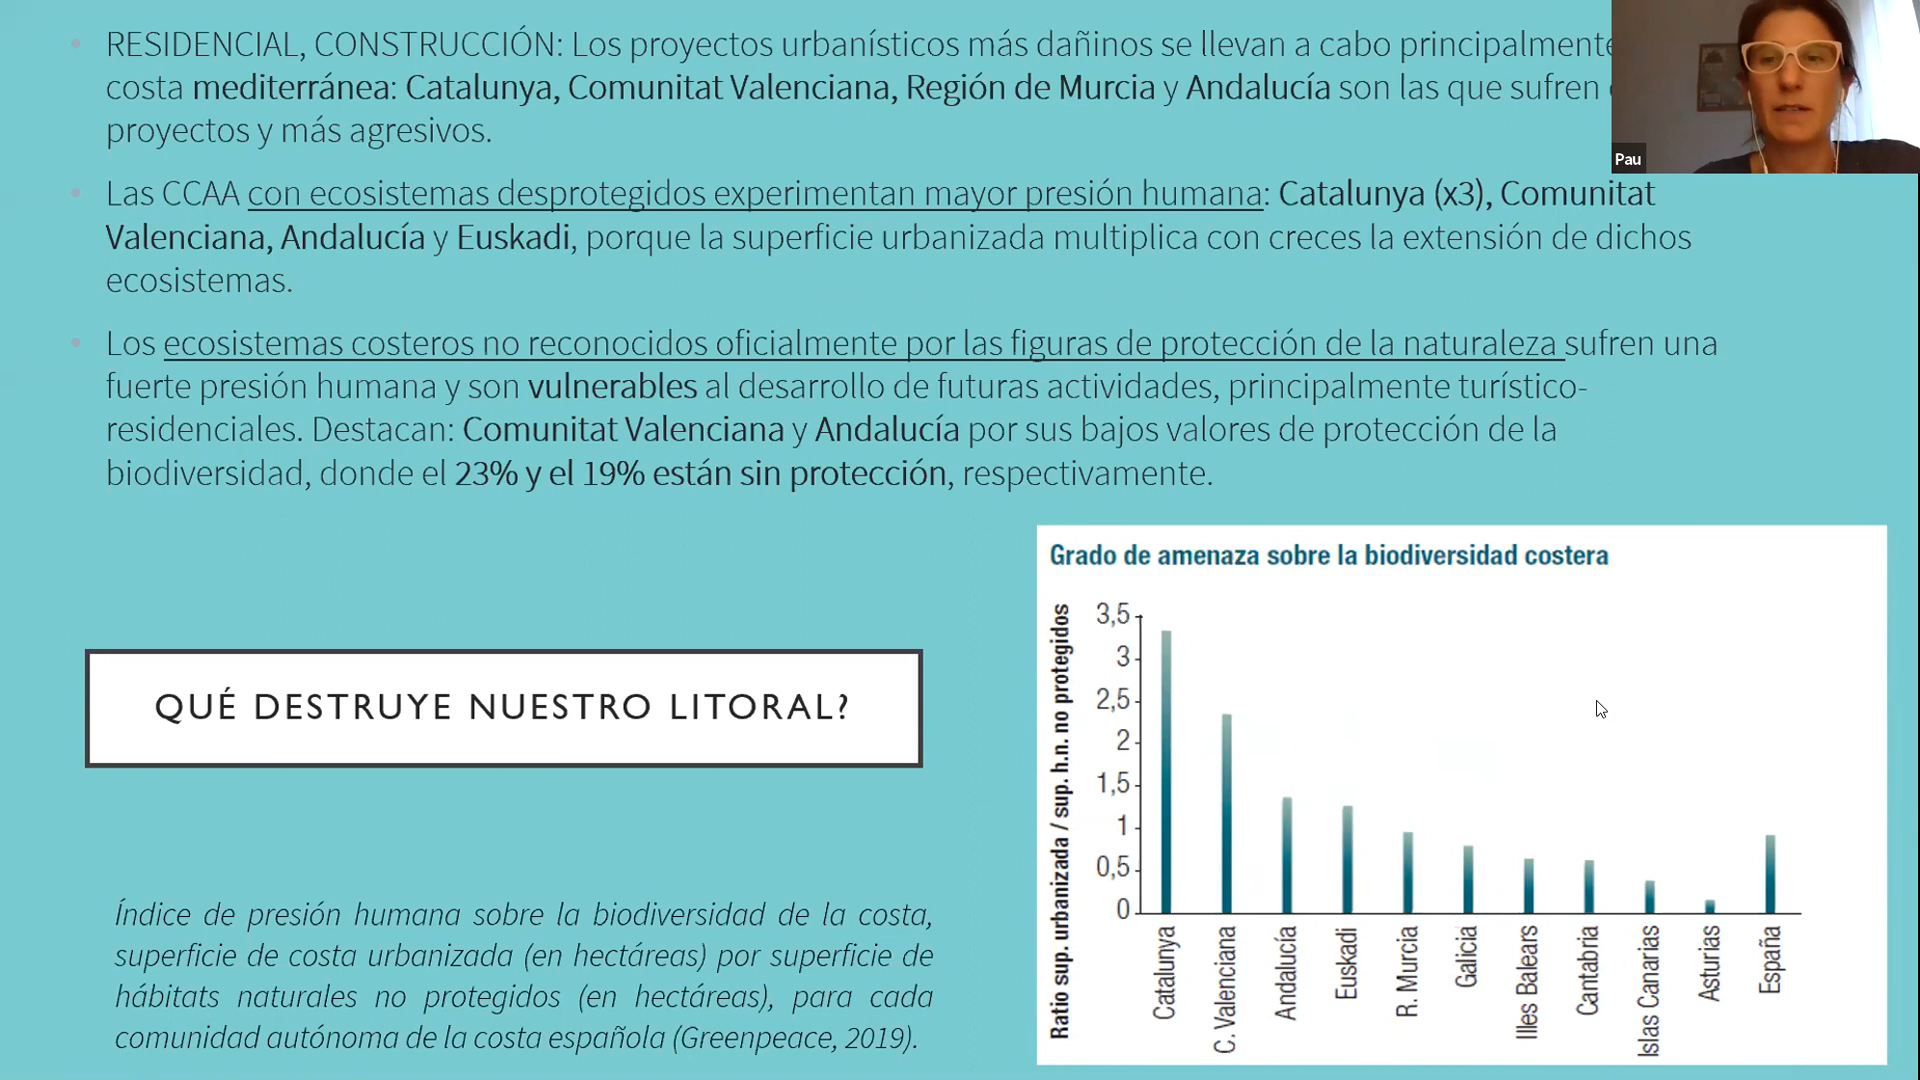 • RESIDENCIAL, CONSTRUCCIÓN: Los proyectos urbanísticos más dañinos se llevan a cabo principalmente
costa mediterránea: Catalunya, Comunitat Valenciana, Región de Murcia y Andalucía son las que sufren
proyectos y más agresivos.
Pau
• Las CCAA con ecosistemas desprotegidos experimentan mayor presión humana: Catalunya (x3), Comunitat
Valenciana, Andalucía y Euskadi, porque la superficie urbanizada multiplica con creces la extensión de dichos
ecosistemas.
• Los ecosistemas costeros no reconocidos oficialmente por las figuras de protección de la naturaleza sufren una
fuerte presión humana y son vulnerables al desarrollo de futuras actividades, principalmente turístico-
residenciales. Destacan: Comunitat Valenciana y Andalucía por sus bajos valores de protección de la
biodiversidad, donde el 23% y el 19% están sin protección, respectivamente.
QUÉ DESTRUYE NUESTRO LITORAL?
Índice de presión humana sobre la biodiversidad de la costa,
superficie de costa urbanizada (en hectáreas) por superficie de
hábitats naturales no protegidos (en hectáreas), para cada
comunidad autónoma de la costa española (Greenpeace, 2019).
Grado de amenaza sobre la biodiversidad costera
Ratio sup. urbanizada / sup. h.n. no protegidos
3,5
3
2,5
2
1,5
1
0,5
0
Catalunya
C. Valenciana
Andalucía
Euskadi
R. Murcia
Galicia
Illes Balears
Cantabria
Islas Canarias
Asturias
España